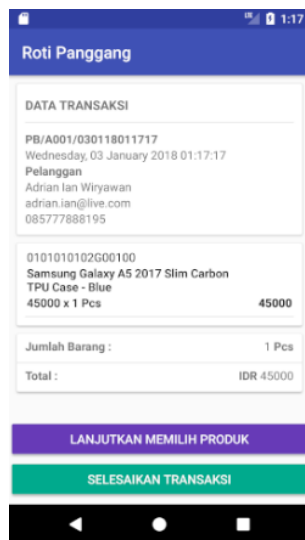 1:17
Roti Panggang
DATA TRANSAKSI
PB/A001/030118011717
Wednesday, 03 January 2018 01:17:17
Pelanggan
Adrian Ian Wiryawan
adrian.ian@live.com
085777888195
0101010102G00100
Samsung Galaxy A5 2017 Slim Carbon
TPU Case - Blue
45000 x 1 Pcs 45000
Jumlah Barang : 1 Pcs
Total : IDR 45000
LANJUTKAN MEMILIH PRODUK
SELESAIKAN TRANSAKSI